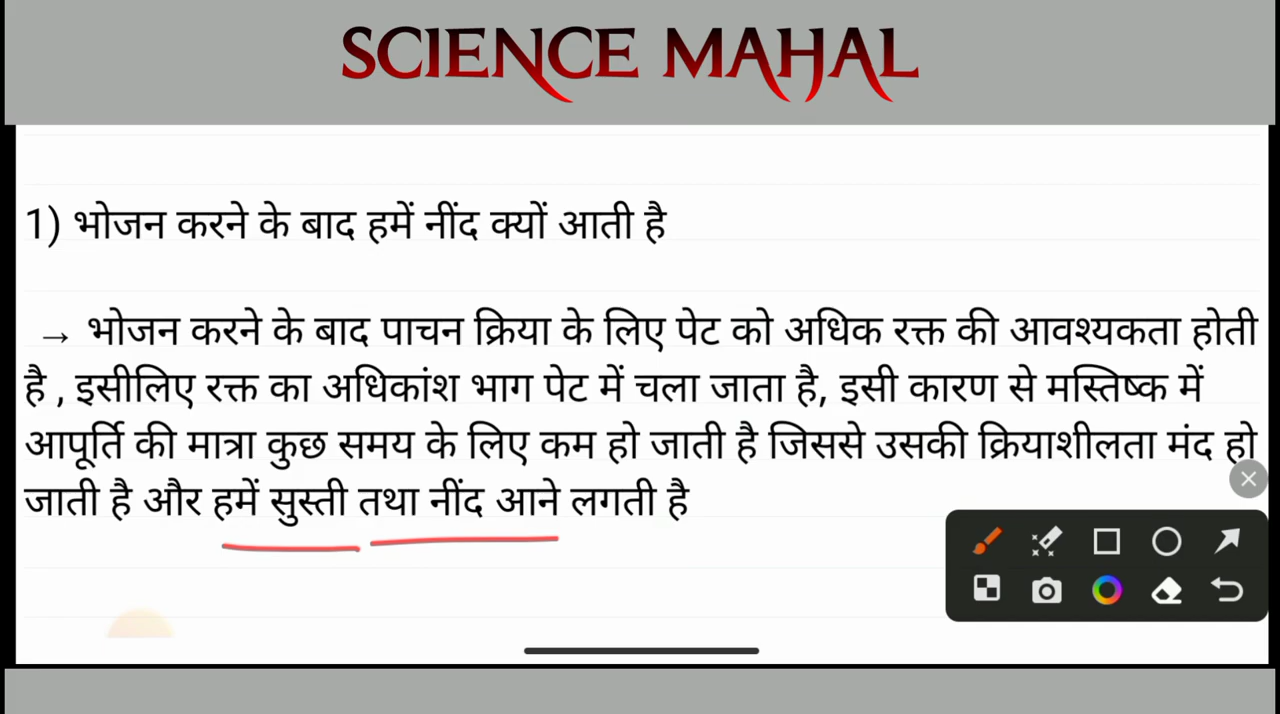 SCIENCE MAHAL
1) भोजन करने के बाद हमें नींद क्यों आती है
→ भोजन करने के बाद पाचन क्रिया के लिए पेट को अधिक रक्त की आवश्यकता होती
है , इसीलिए रक्त का अधिकांश भाग पेट में चला जाता है, इसी कारण से मस्तिष्क में
आपूर्ति की मात्रा कुछ समय के लिए कम हो जाती है जिससे उसकी क्रियाशीलता मंद हो
जाती है और हमें सुस्ती तथा नींद आने लगती है